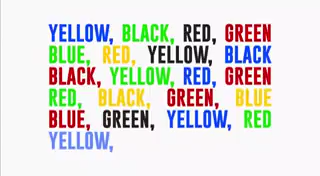 YELLOW, BLACK, RED, GREEN
BLUE, RED, YELLOW, BLACK
BLACK, YELLOW, RED, GREEN
RED, BLACK, GREEN, BLUE
BLUE, GREEN, YELLOW, RED
YELLOW,